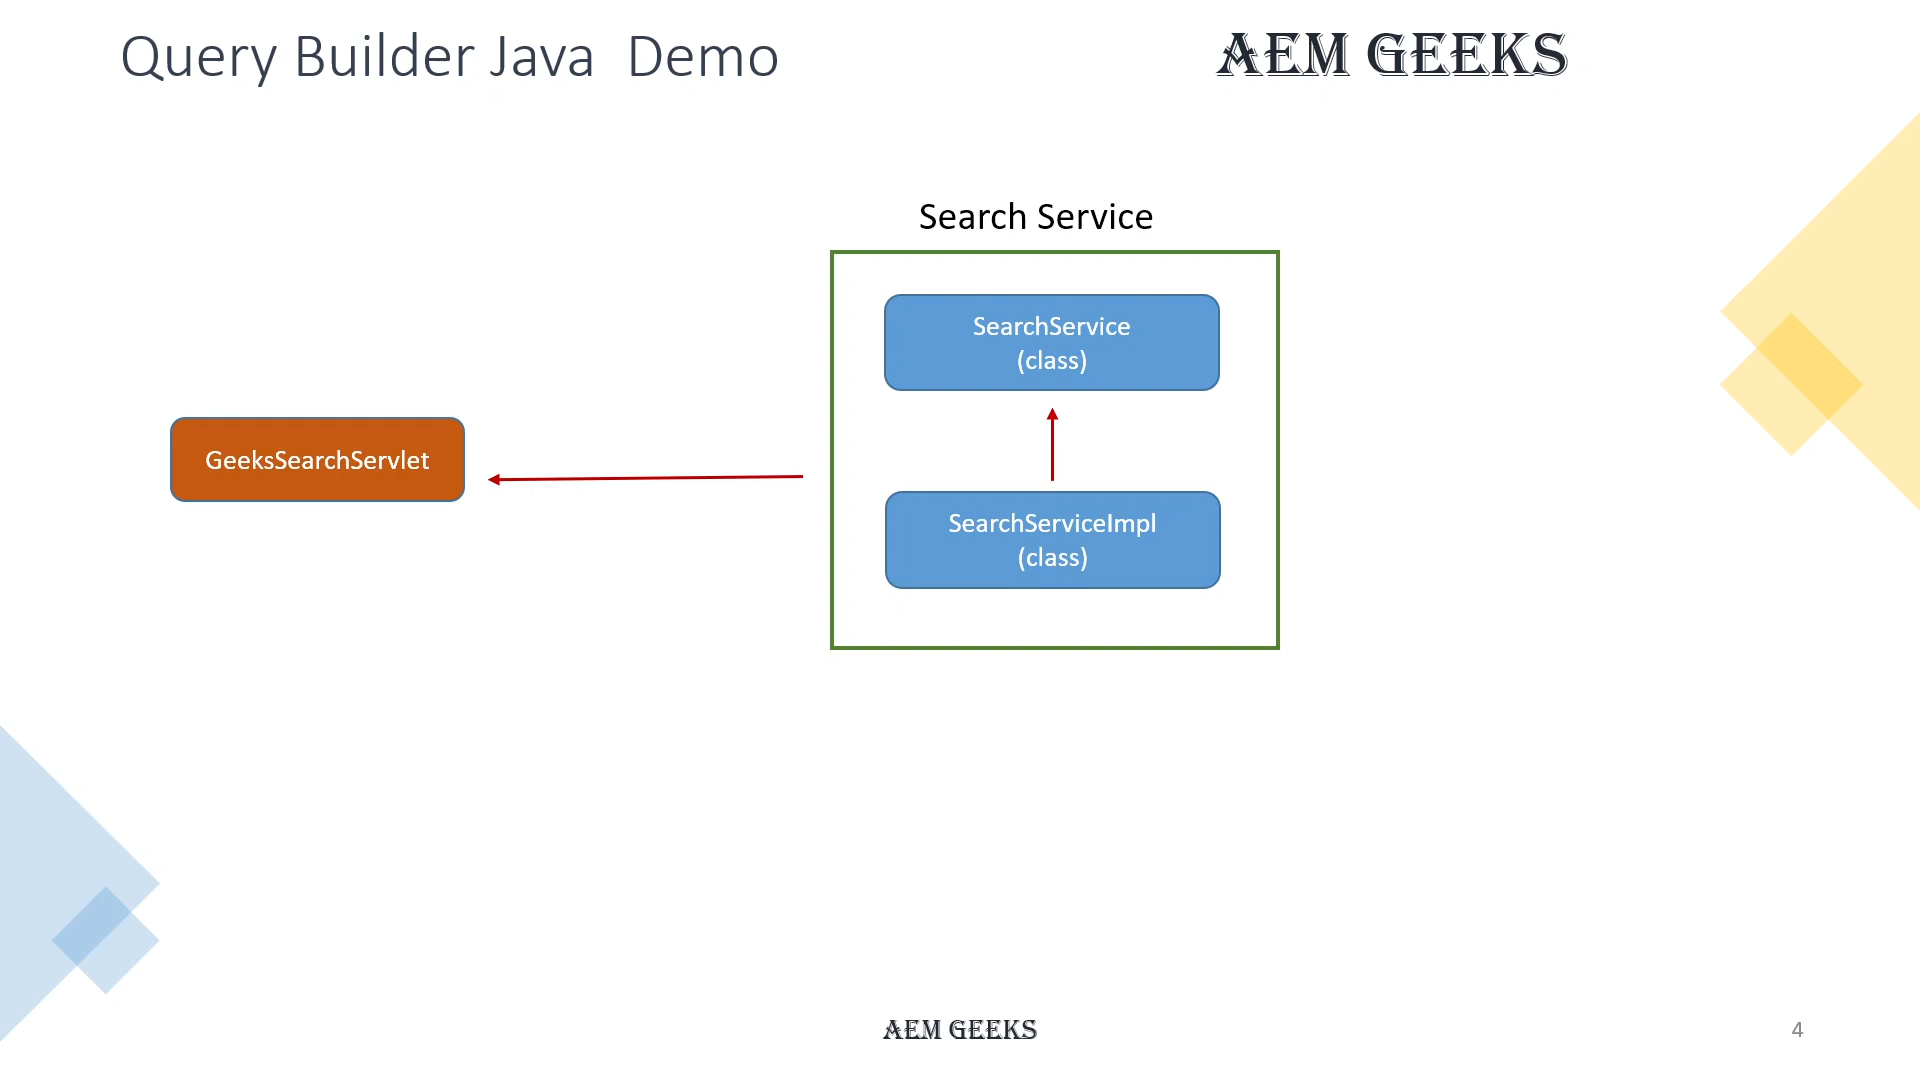 Query Builder Java  Demo
AEM GEEKS
Search Service
SearchService
(class)
GeeksSearchServlet
SearchServiceImpl
(class)
AEM GEEKS
4